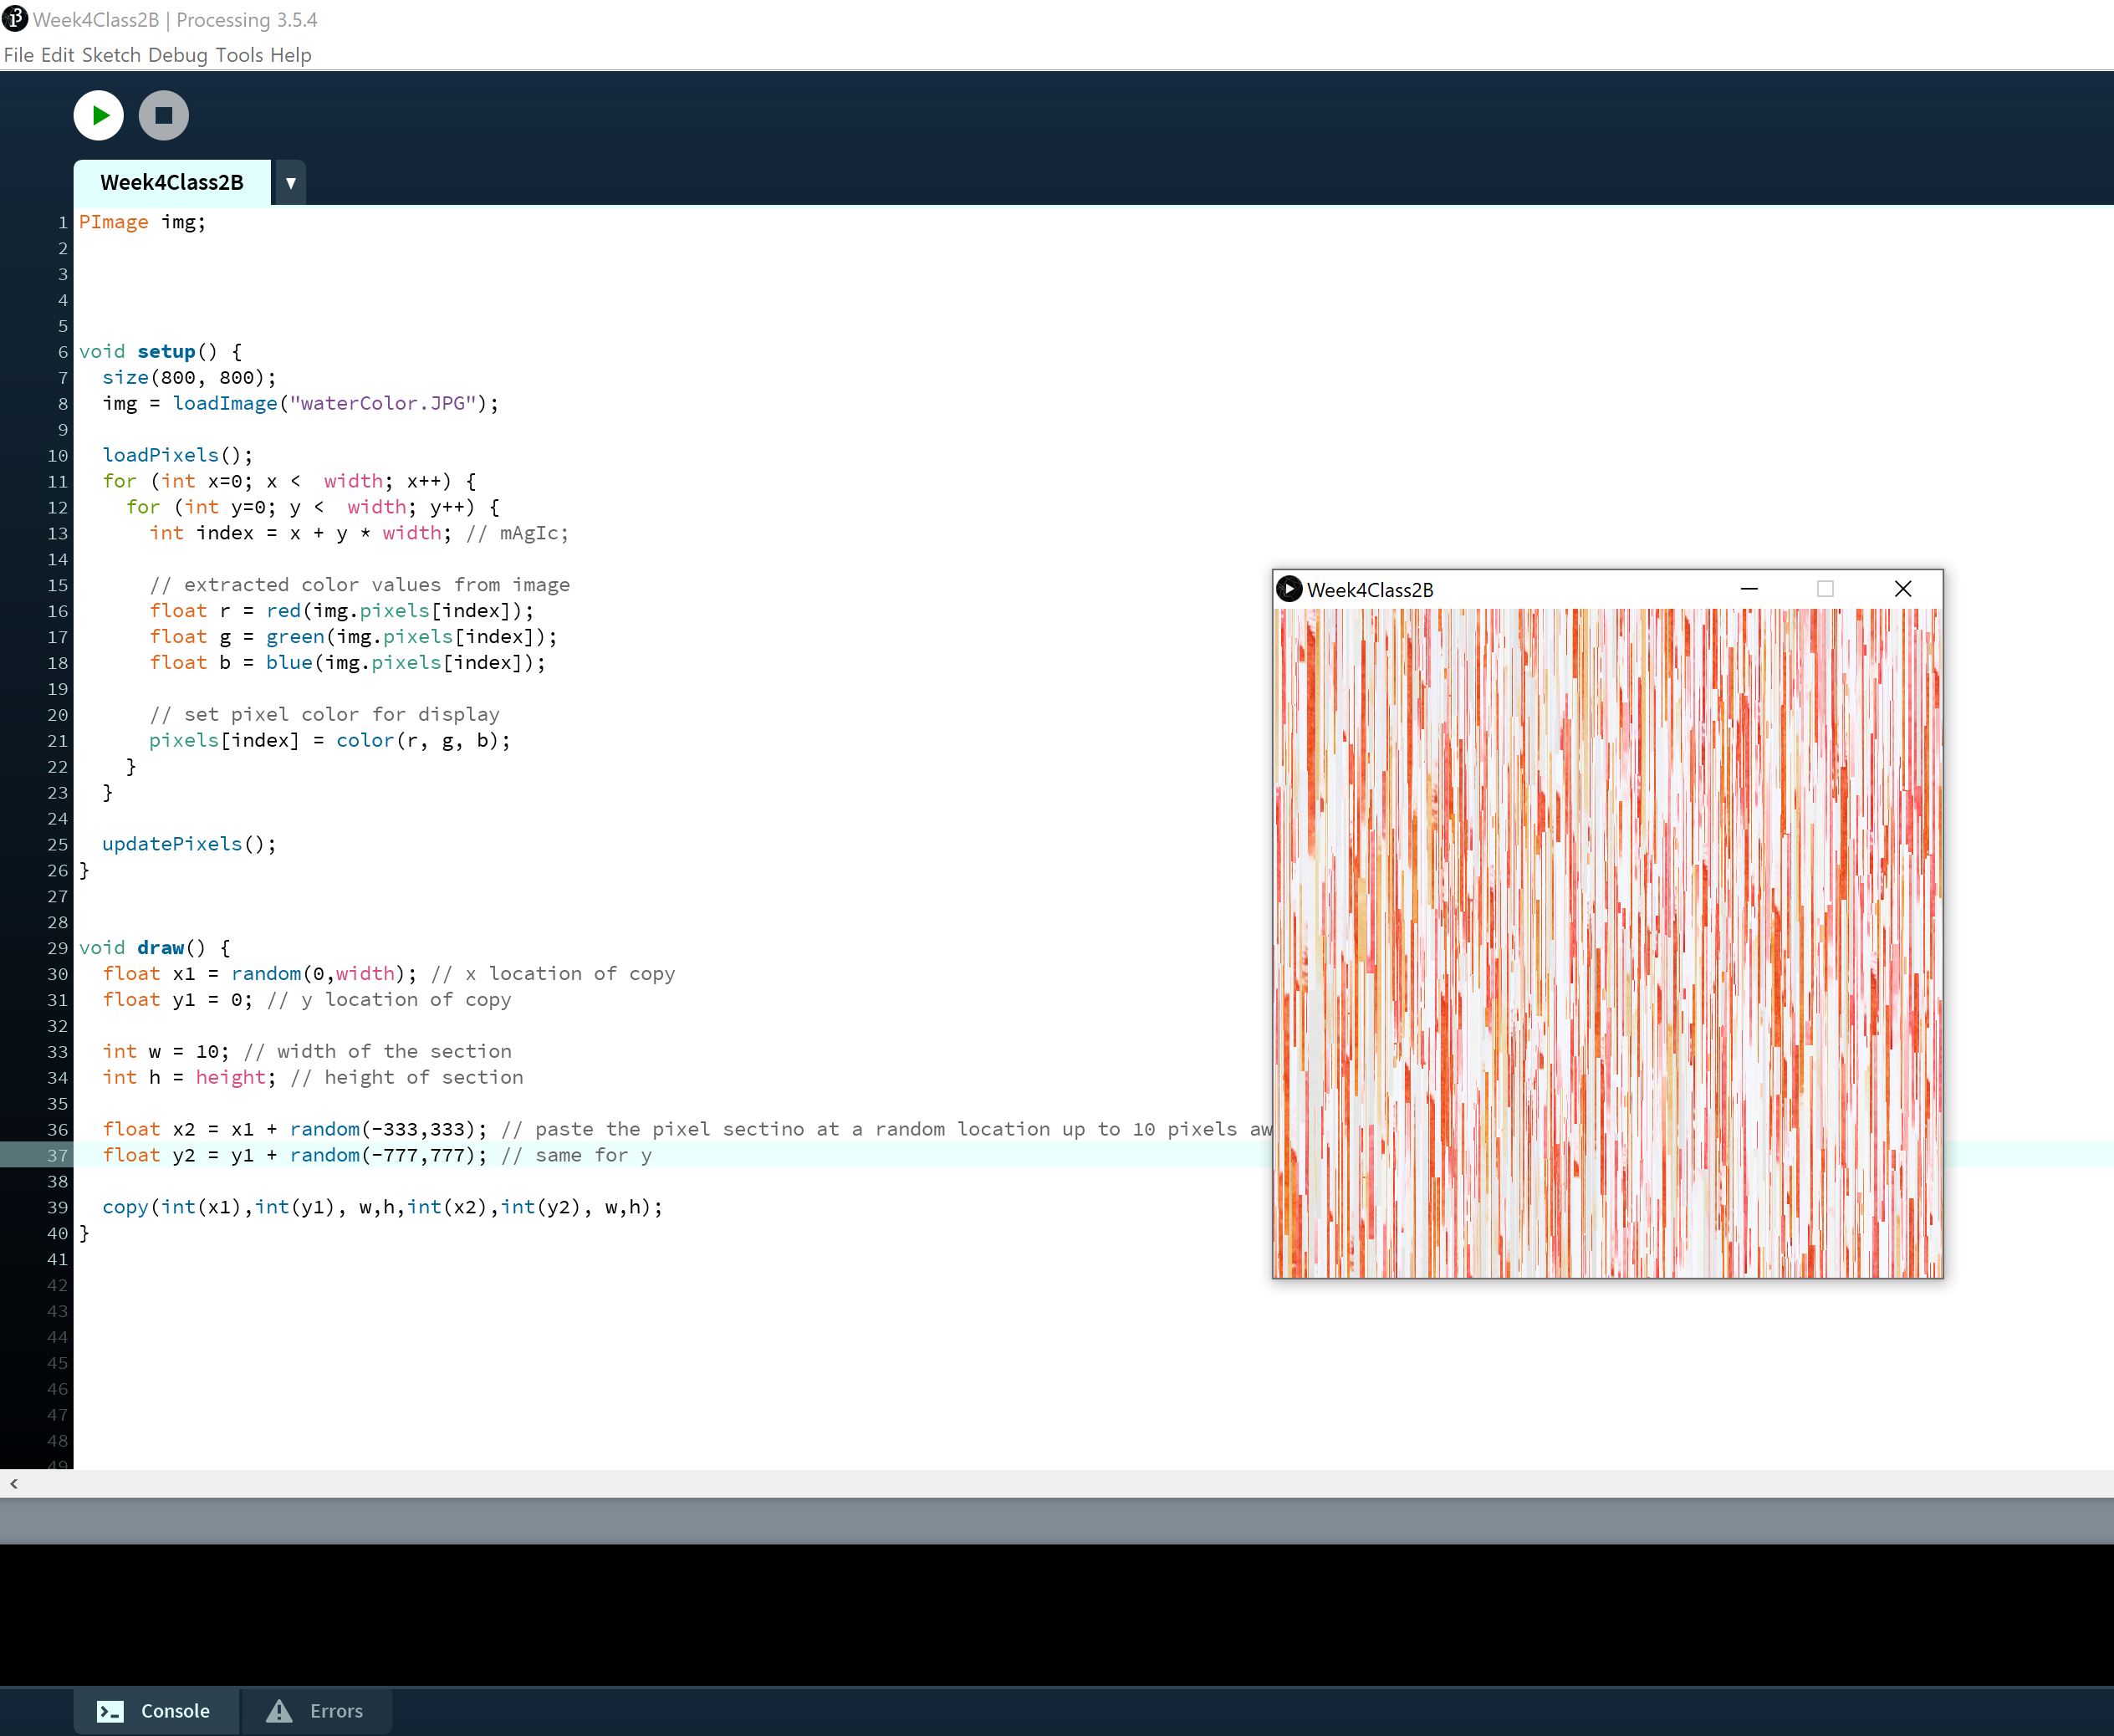 Week4Class2B | Processing 3.5.4
File Edit Sketch Debug Tools Help
Week4Class2B ▼
1 PImage img;
2
3
4
5
6 void setup() {
7 size(800, 800);
8 img = loadImage("waterColor.JPG");
9
10 loadPixels();
11 for (int x=0; x <  width; x++) {
12 for (int y=0; y <  width; y++) {
13 int index = x + y * width; // mAgIc;
14
15 // extracted color values from image
16 float r = red(img.pixels[index]);
17 float g = green(img.pixels[index]);
18 float b = blue(img.pixels[index]);
19
20 // set pixel color for display
21 pixels[index] = color(r, g, b);
22 }
23 }
24
25 updatePixels();
26 }
27
28
29 void draw() {
30 float x1 = random(0,width); // x location of copy
31 float y1 = 0; // y location of copy
32
33 int w = 10; // width of the section
34 int h = height; // height of section
35
36 float x2 = x1 + random(-333,333); // paste the pixel sectino at a random location up to 10 pixels aw
37 float y2 = y1 + random(-777,777); // same for y
38
39 copy(int(x1),int(y1), w,h,int(x2),int(y2), w,h);
40 }
41
42
43
44
45
46
47
48
49
Week4Class2B
Console
Errors